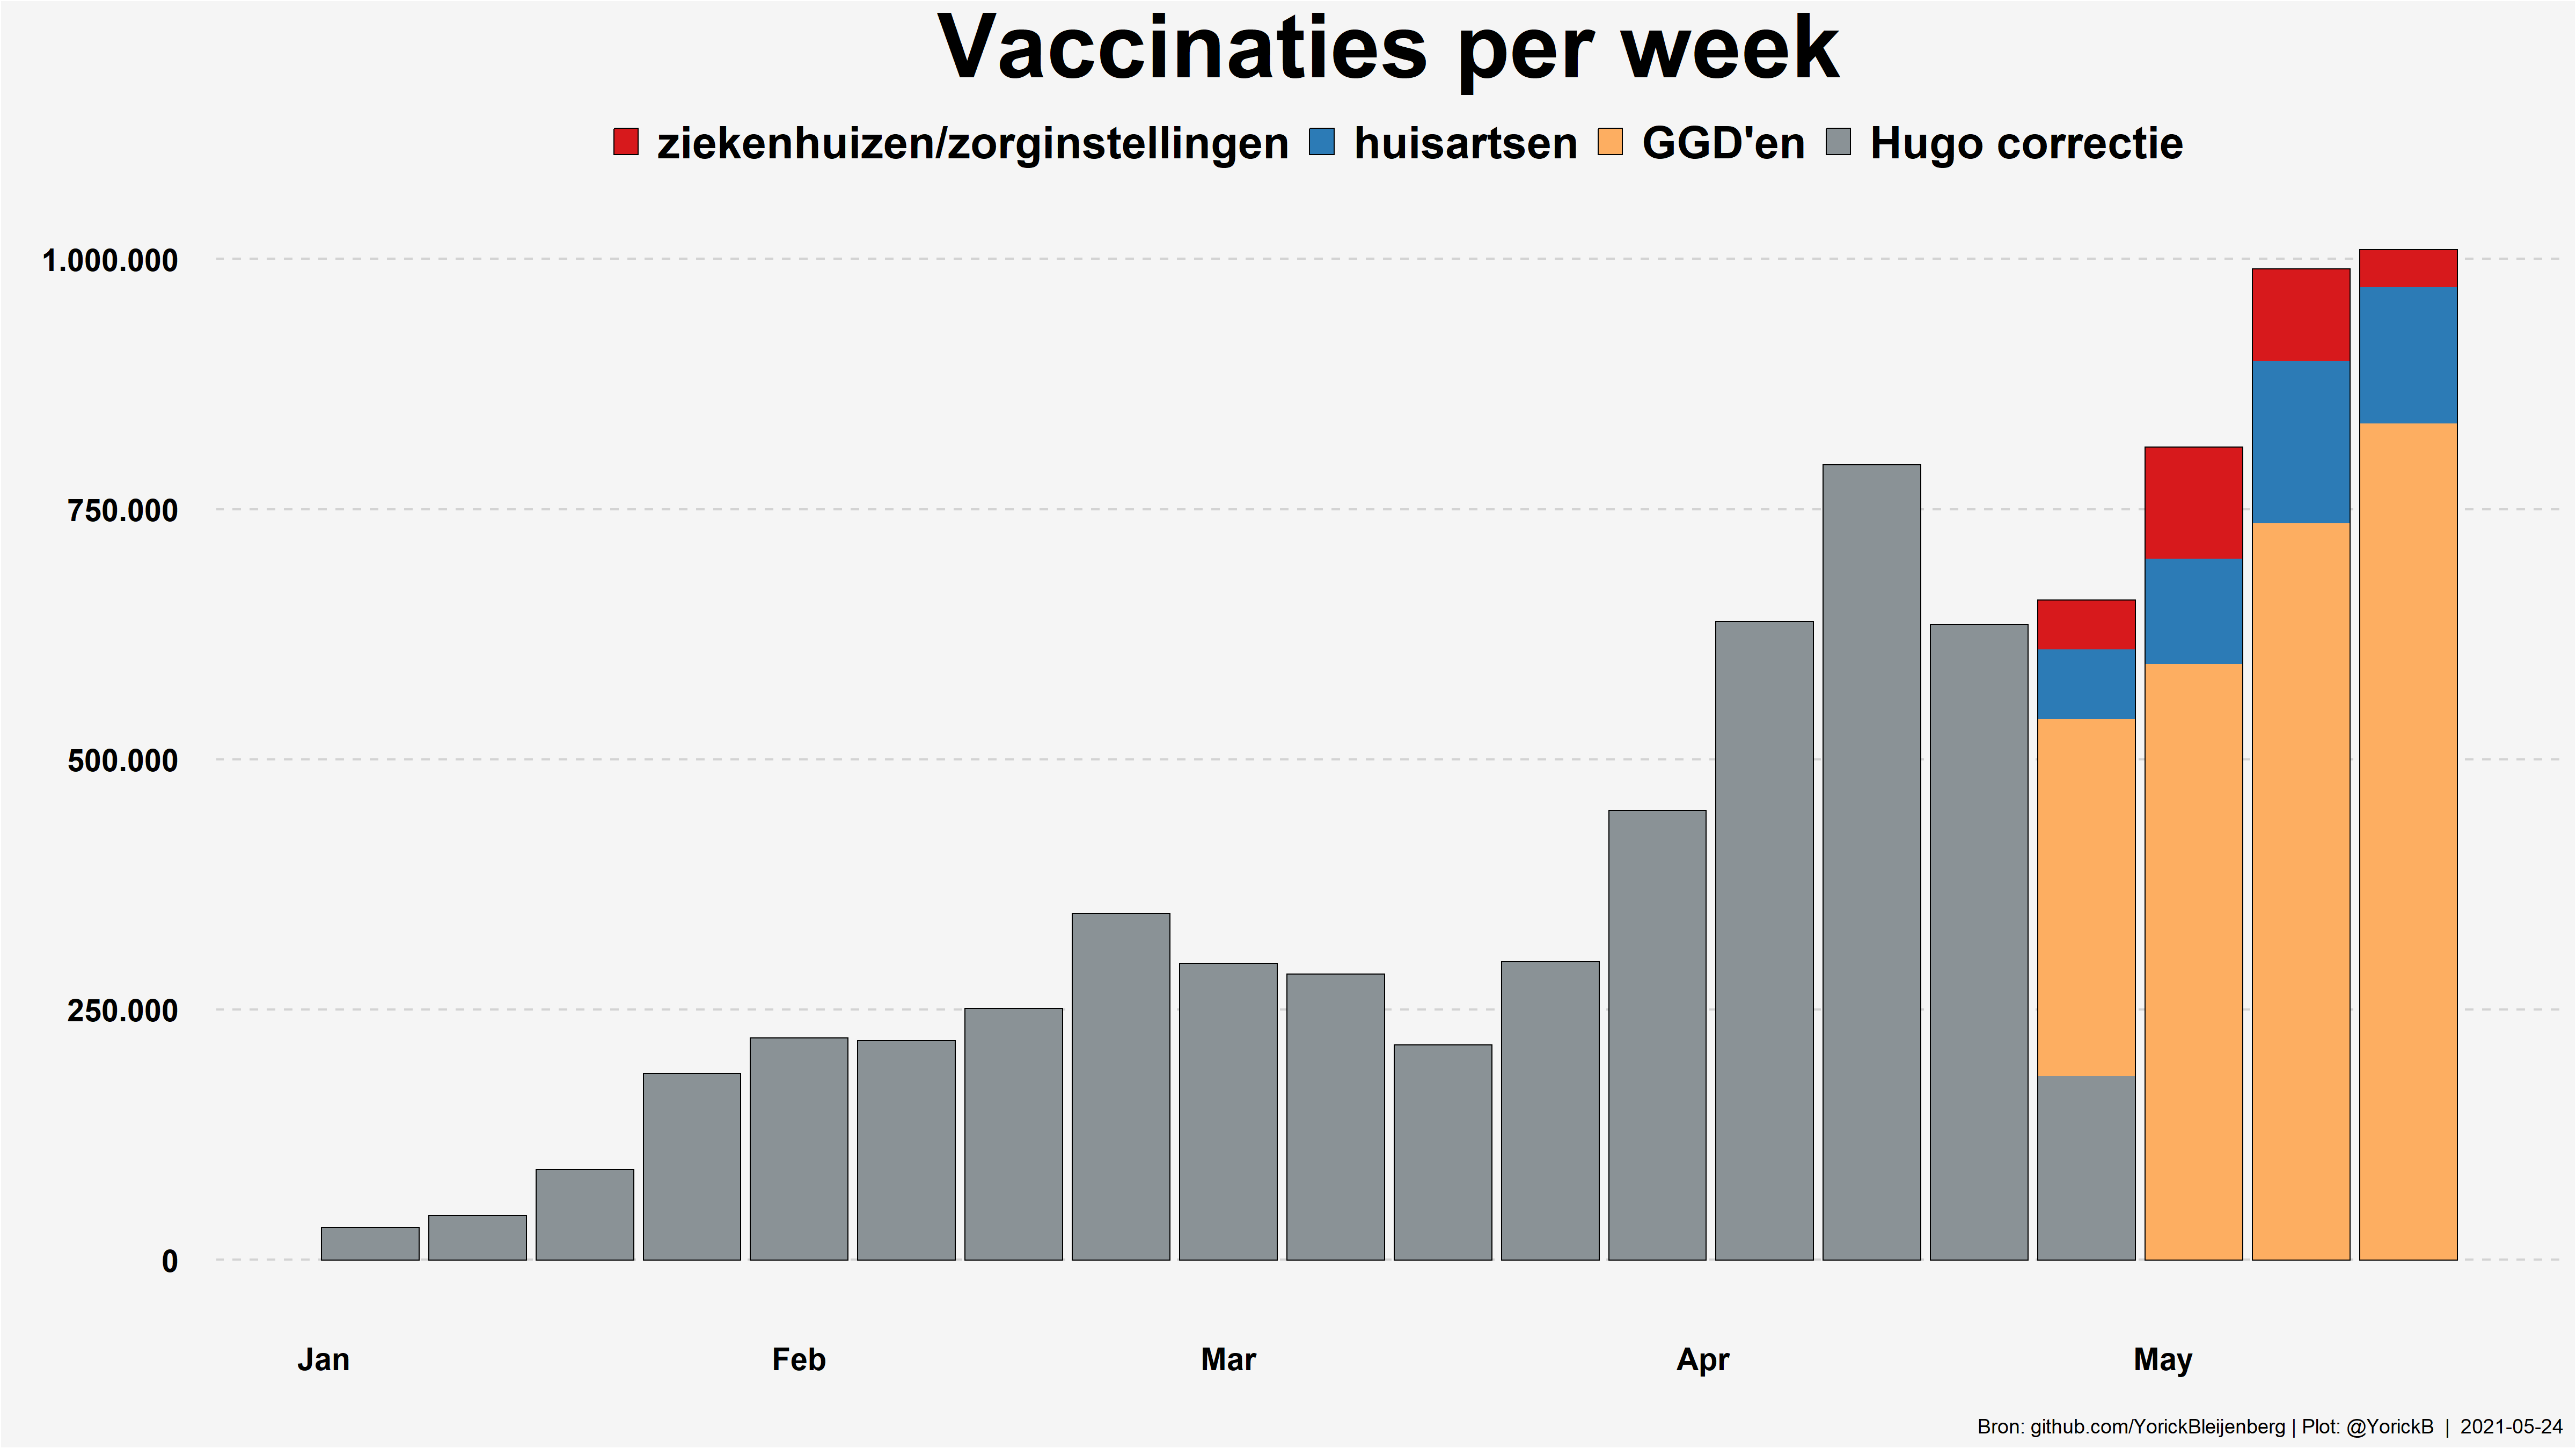 Vaccinaties per week
ziekenhuizen/zorginstellingen huisartsen GGD'en Hugo correctie
1.000.000
750.000
500.000
250.000
0
Jan Feb Mar Apr May
Bron: github.com/YorickBleijenberg | Plot: @YorickB | 2021-05-24